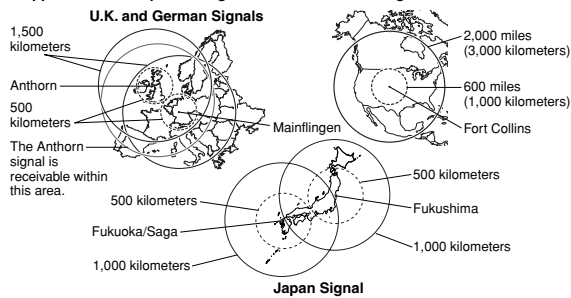 U.K. and German Signals
1,500
kilometers
Anthorn
500
kilometers
The Anthorn
signal is
receivable within
this area.
Mainflingen
2,000 miles
(3,000 kilometers)
600 miles
(1,000 kilometers)
Fort Collins
500 kilometers
Fukuoka/Saga
1,000 kilometers
500 kilometers
Fukushima
1,000 kilometers
Japan Signal